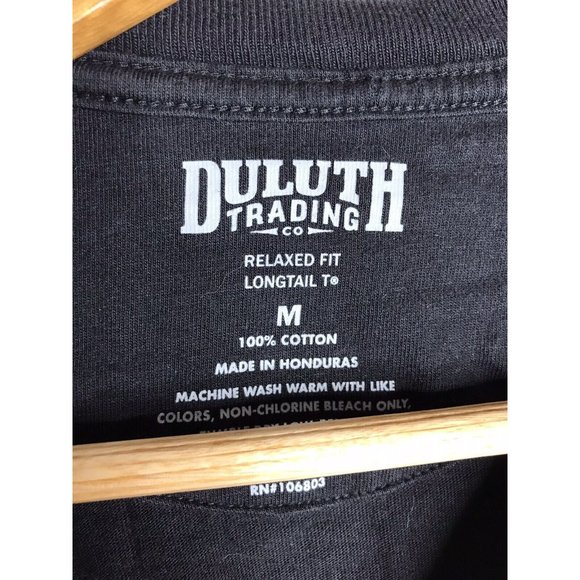 DULUTH
TRADING
CO
RELAXED FIT
LONGTAIL T®
M
100% COTTON
MADE IN HONDURAS
MACHINE WASH WARM WITH LIKE
COLORS, NON-CHLORINE BLEACH ONLY,
RN#106803